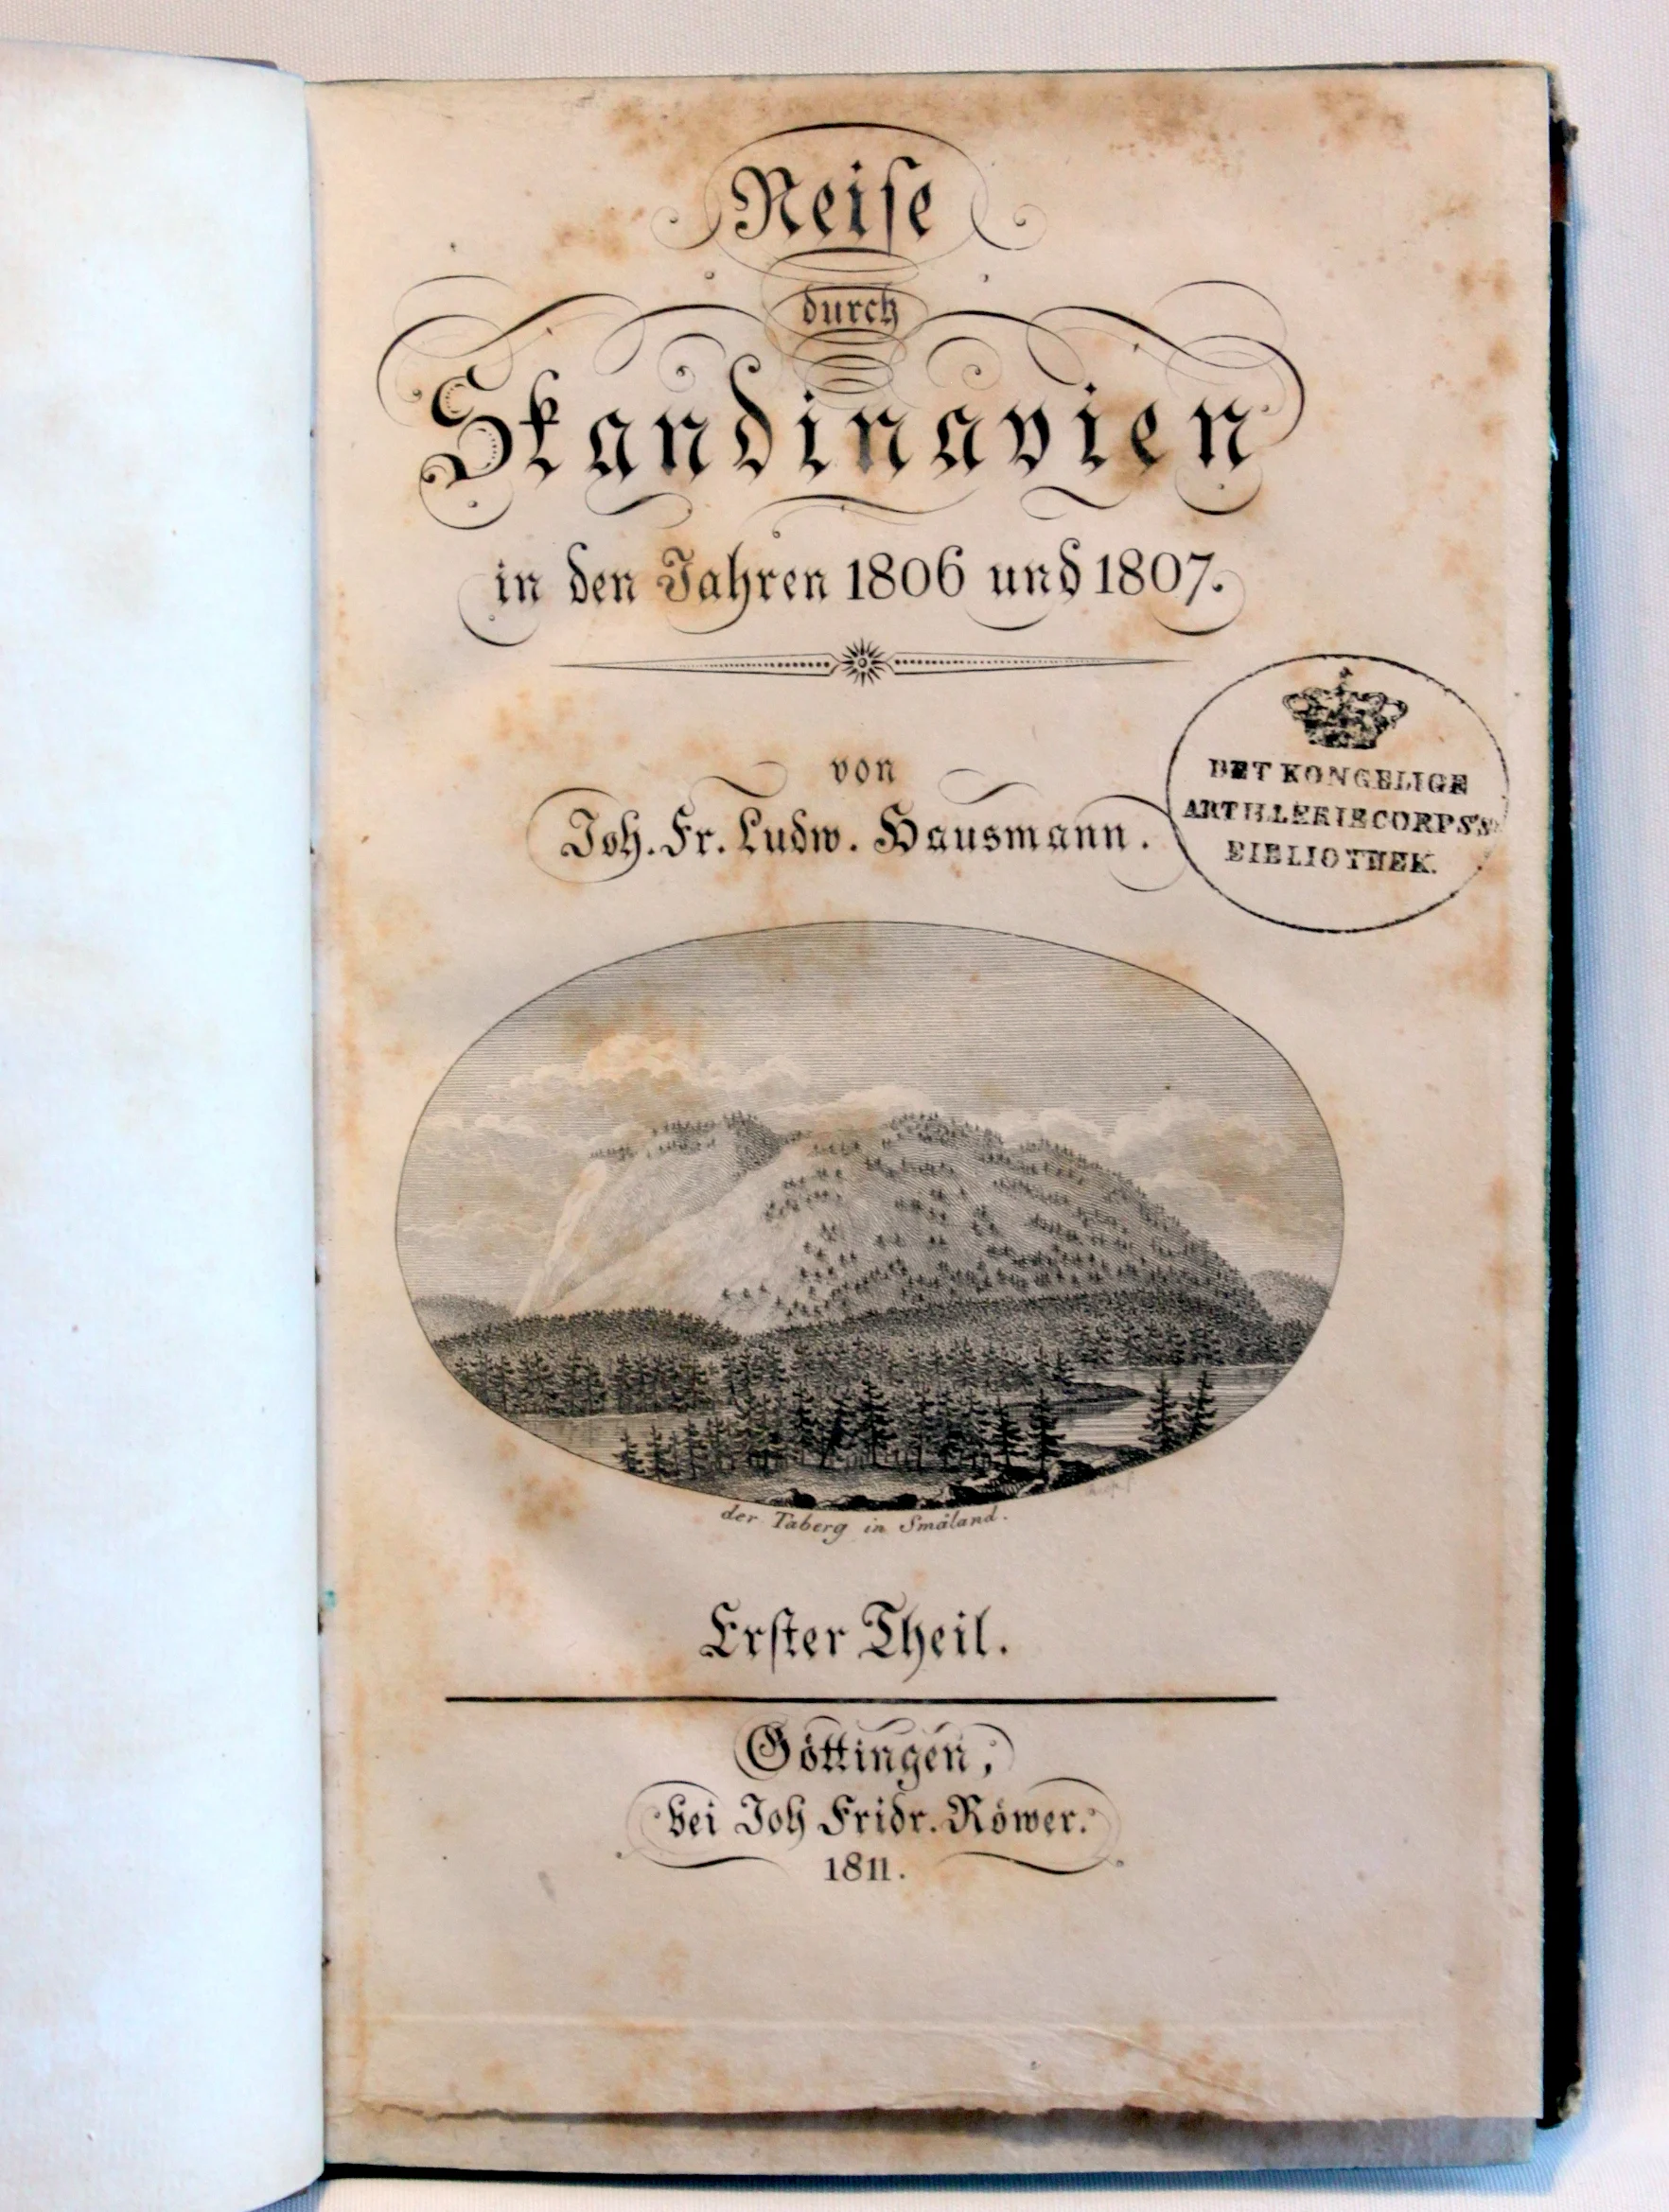 Reiſe
durch
Skandinavien
in den Jahren 1806 und 1807.
von
Joh. Fr. Ludw. Hausmann.
DET KONGELIGE
ARTILLERIECORPS'S
BIBLIOTHEK.
der Taberg in Småland.
Erſter Theil.
Göttingen,
bei Joh Fridr. Röwer.
1811.